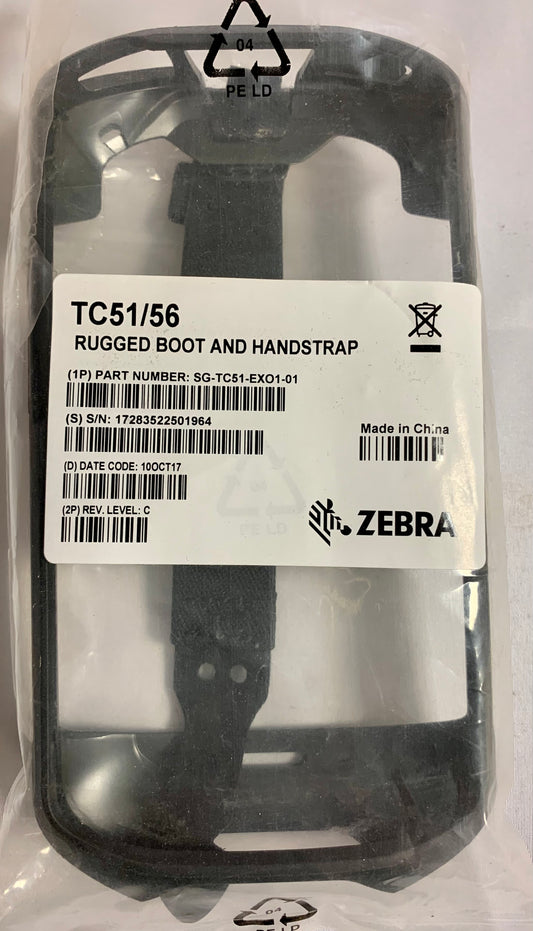 04
PE LD
TC51/56
RUGGED BOOT AND HANDSTRAP
(1P) PART NUMBER: SG-TC51-EXO1-01
(S) S/N: 17283522501964
Made in China
(D) DATE CODE: 10OCT17
(2P) REV. LEVEL: C
ZEBRA
04
PE LD
04
PE LD